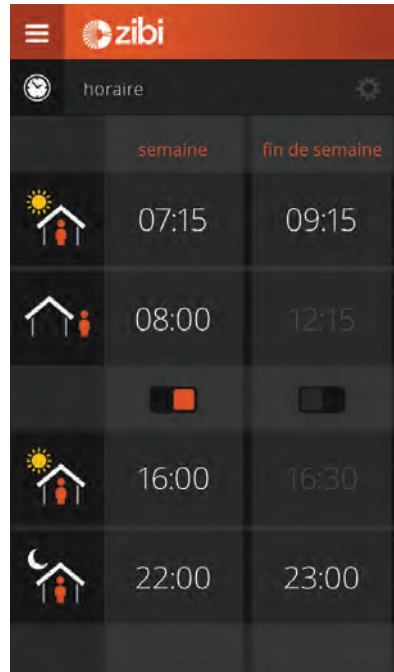 zibi
horaire
semaine fin de semaine
07:15 09:15
08:00 12:15
16:00 16:30
22:00 23:00